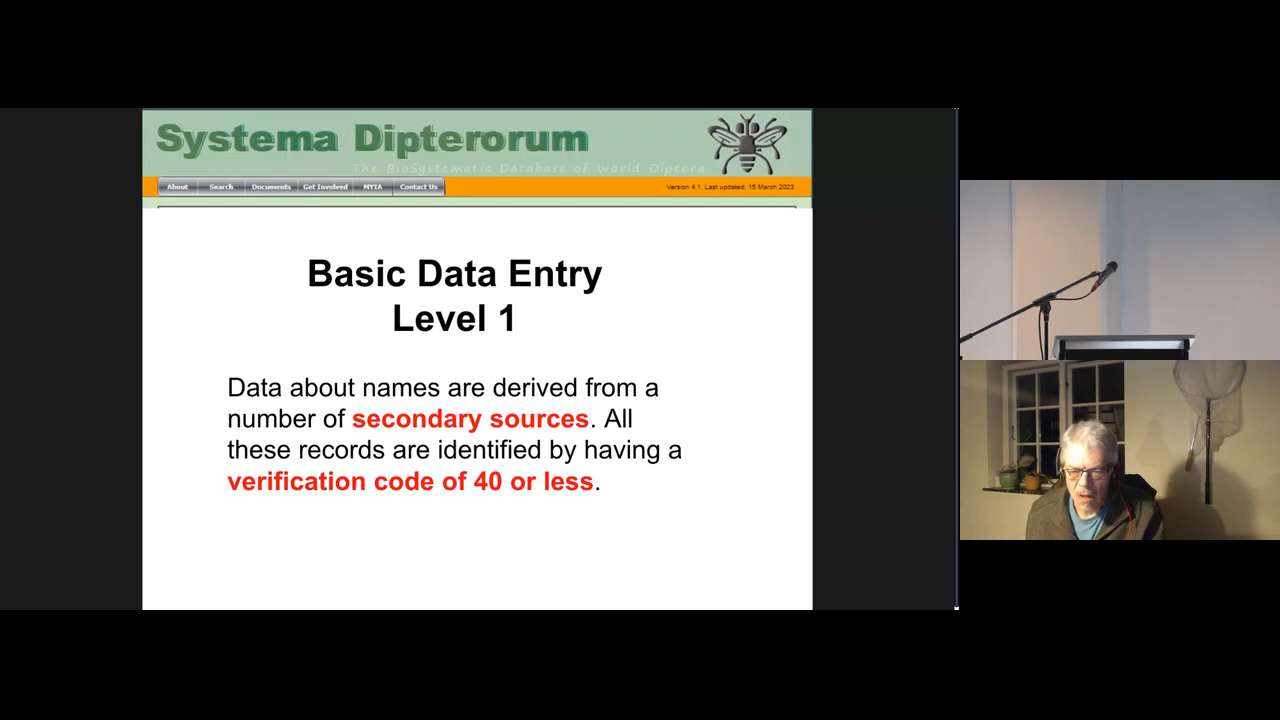 Systema Dipterorum
The BioSystematic Database of World Diptera
About Search Documents Get Involved MYIA Contact Us
Version 4.1. Last updated: 15 March 2023
Basic Data Entry
Level 1
Data about names are derived from a
number of secondary sources. All
these records are identified by having a
verification code of 40 or less.